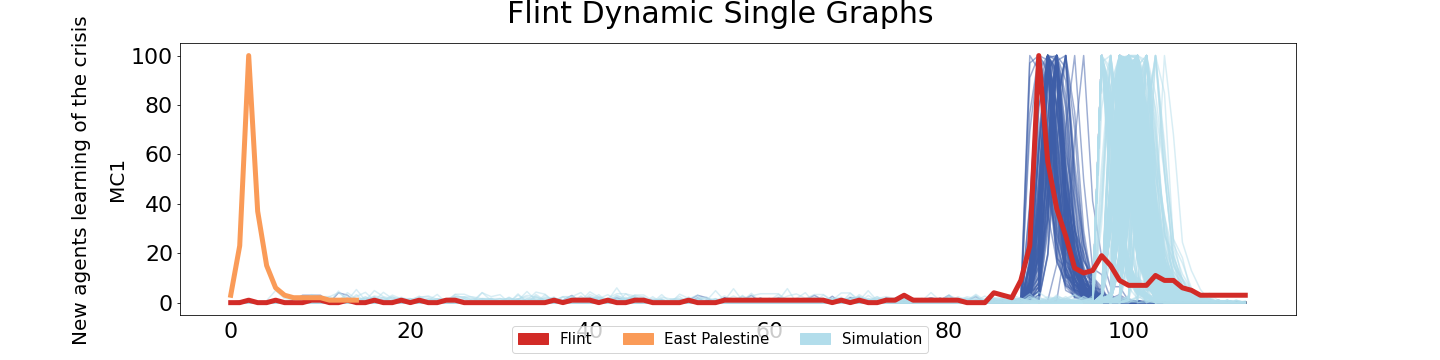 Flint Dynamic Single Graphs
New agents learning of the crisis
MC1
100
80
60
40
20
0
0 20 40 60 80 100
Flint East Palestine Simulation